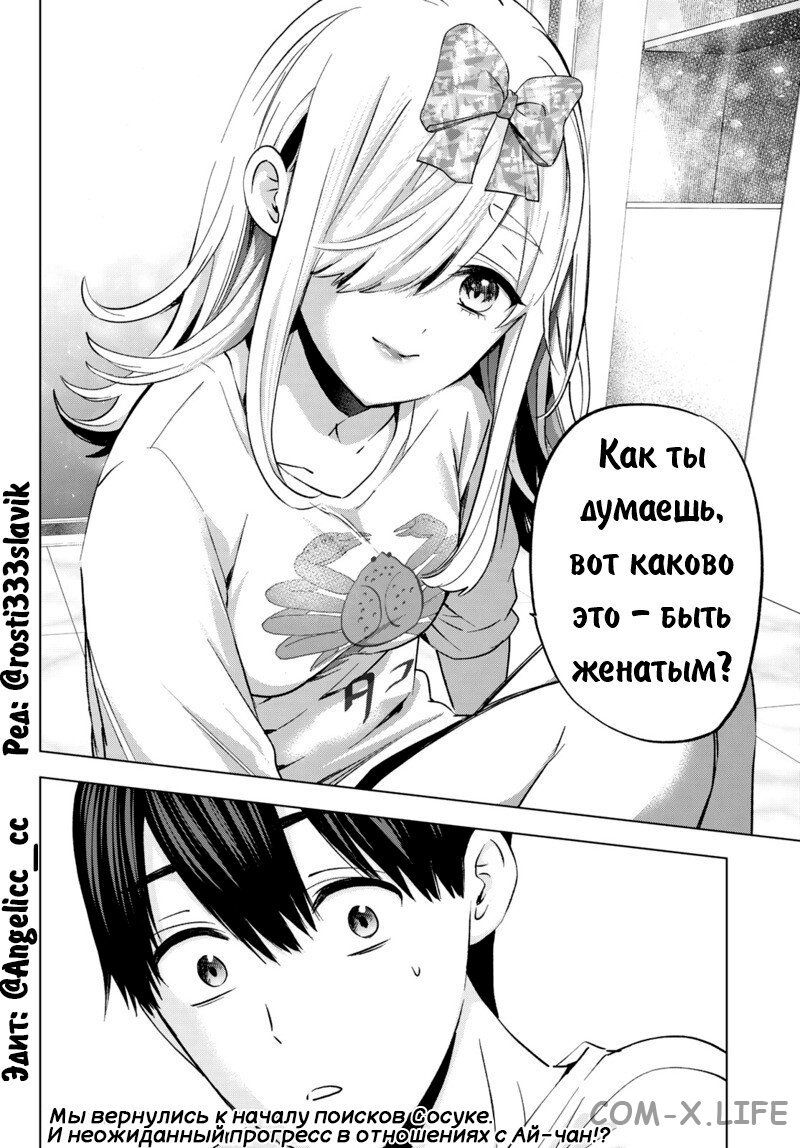 Как ты
думаешь,
вот каково
это – быть
женатым?
Ред: @rosti333slavik
Эдит: @Angelicc_cc
Мы вернулись к началу поисков Сосуке.
И неожиданный прогресс в отношениях с Ай-чан!?
COM-X.LIFE